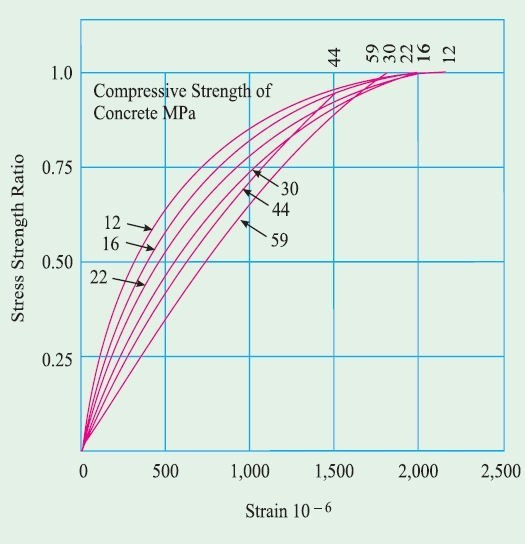 44 59 30 22 16 12
1.0
Compressive Strength of
Concrete MPa
0.75
30
44
12
16
59
0.50
22
0.25
Stress Strength Ratio
0 500 1,000 1,500 2,000 2,500
Strain 10⁻⁶